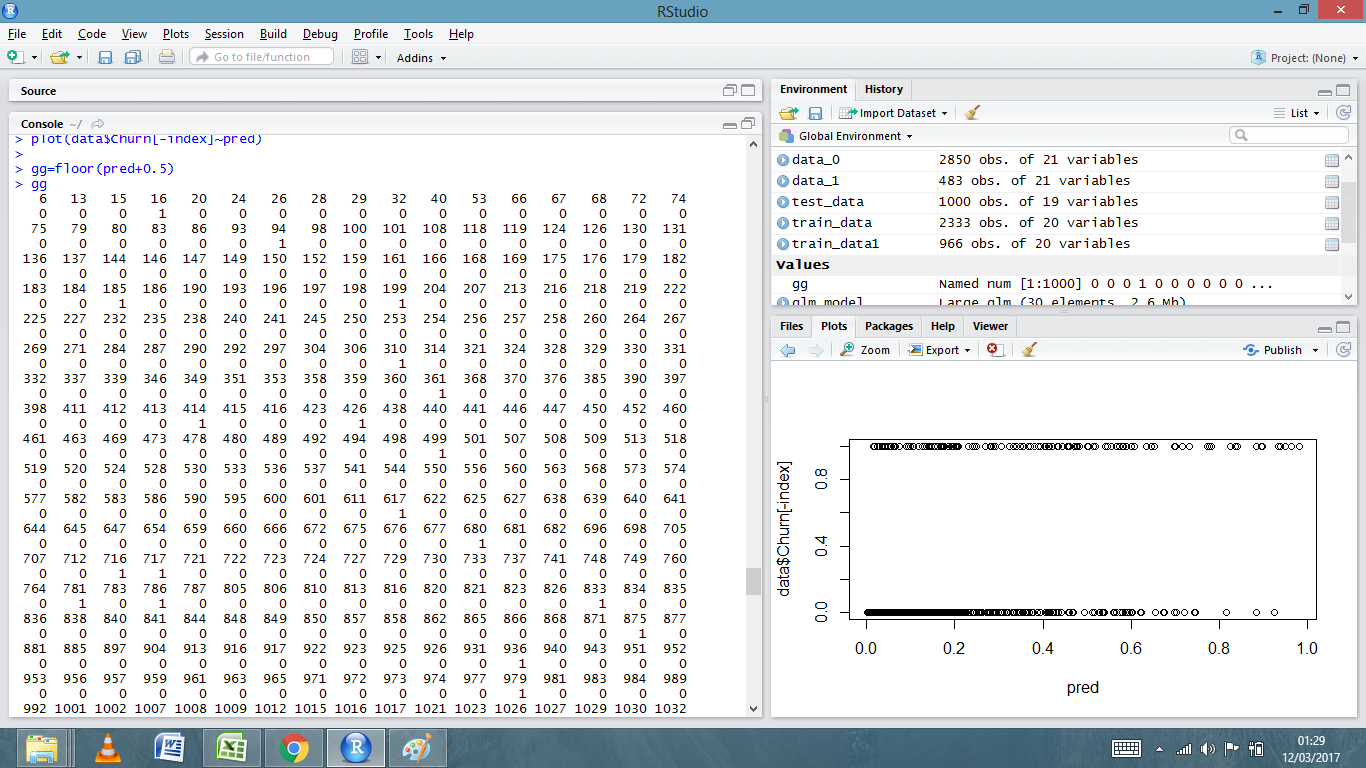 RStudio
File Edit Code View Plots Session Build Debug Profile Tools Help
Go to file/function Addins Project: (None)
Source
Console ~/
> plot(data$Churn[-index]~pred)
>
> gg=floor(pred+0.5)
> gg
6 13 15 16 20 24 26 28 29 32 40 53 66 67 68 72 74
0 0 0 1 0 0 0 0 0 0 0 0 0 0 0 0 0
75 79 80 83 86 93 94 98 100 101 108 118 119 124 126 130 131
0 0 0 0 0 0 1 0 0 0 0 0 0 0 0 0 0
136 137 144 146 147 149 150 152 159 161 166 168 169 175 176 179 182
0 0 0 0 0 0 0 0 0 0 0 0 0 0 0 0 0
183 184 185 186 190 193 196 197 198 199 204 207 213 216 218 219 222
0 0 1 0 0 0 0 0 0 1 0 0 0 0 0 0 0
225 227 232 235 238 240 241 245 250 253 254 256 257 258 260 264 267
0 0 0 0 0 0 0 0 0 0 0 0 0 0 0 0 0
269 271 284 287 290 292 297 304 306 310 314 321 324 328 329 330 331
0 0 0 0 0 0 0 0 0 1 0 0 0 0 0 0 0
332 337 339 346 349 351 353 358 359 360 361 368 370 376 385 390 397
0 0 0 0 0 0 0 0 0 0 1 0 0 0 0 0 0
398 411 412 413 414 415 416 423 426 438 440 441 446 447 450 452 460
0 0 0 0 1 0 0 0 1 0 0 0 0 0 0 0 0
461 463 469 473 478 480 489 492 494 498 499 501 507 508 509 513 518
0 0 0 0 0 0 0 0 0 0 1 0 0 0 0 0 0
519 520 524 528 530 533 536 537 541 544 550 556 560 563 568 573 574
0 0 0 0 0 0 0 0 0 0 0 0 0 0 0 0 0
577 582 583 586 590 595 600 601 611 617 622 625 627 638 639 640 641
0 0 0 0 0 0 0 0 0 1 0 0 0 0 0 0 0
644 645 647 654 659 660 666 672 675 676 677 680 681 682 696 698 705
0 0 0 0 0 0 0 0 0 0 0 1 0 0 0 0 0
707 712 716 717 721 722 723 724 727 729 730 733 737 741 748 749 760
0 0 1 1 0 0 0 0 0 0 0 0 0 0 0 0 0
764 781 783 786 787 805 806 810 813 816 820 821 823 826 833 834 835
0 1 0 1 0 0 0 0 0 0 0 0 0 0 1 0 0
836 838 840 841 844 848 849 850 857 858 862 865 866 868 871 875 877
0 0 0 0 0 0 0 0 0 0 0 0 0 0 0 1 0
881 885 897 904 913 916 917 922 923 925 926 931 936 940 943 951 952
0 0 0 0 0 0 0 0 0 0 0 0 1 0 0 0 0
953 956 957 959 961 963 965 971 972 973 974 977 979 981 983 984 989
0 0 0 0 0 0 0 0 0 0 0 0 1 0 0 0 0
992 1001 1002 1007 1008 1009 1012 1015 1016 1017 1021 1023 1026 1027 1029 1030 1032
Environment History
Import Dataset List
Global Environment
data_0 2850 obs. of 21 variables
data_1 483 obs. of 21 variables
test_data 1000 obs. of 19 variables
train_data 2333 obs. of 20 variables
train_data1 966 obs. of 20 variables
Values
gg Named num [1:1000] 0 0 0 1 0 0 0 0 0 0 ...
glm_model Large glm (30 elements, 2.6 Mb)
Files Plots Packages Help Viewer
Zoom Export Publish
data$Churn[-index]
0.8
0.4
0.0
0.0 0.2 0.4 0.6 0.8 1.0
pred
01:29
12/03/2017